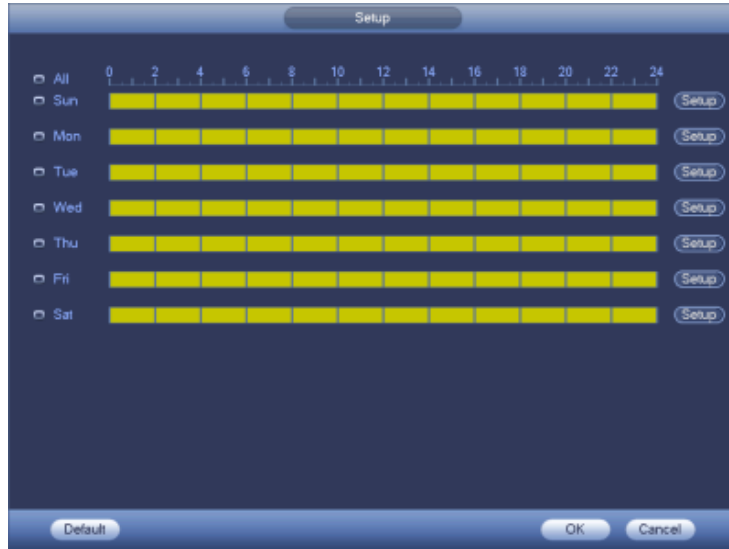 Setup
All 0 2 4 6 8 10 12 14 16 18 20 22 24
Sun Setup
Mon Setup
Tue Setup
Wed Setup
Thu Setup
Fri Setup
Sat Setup
Default OK Cancel